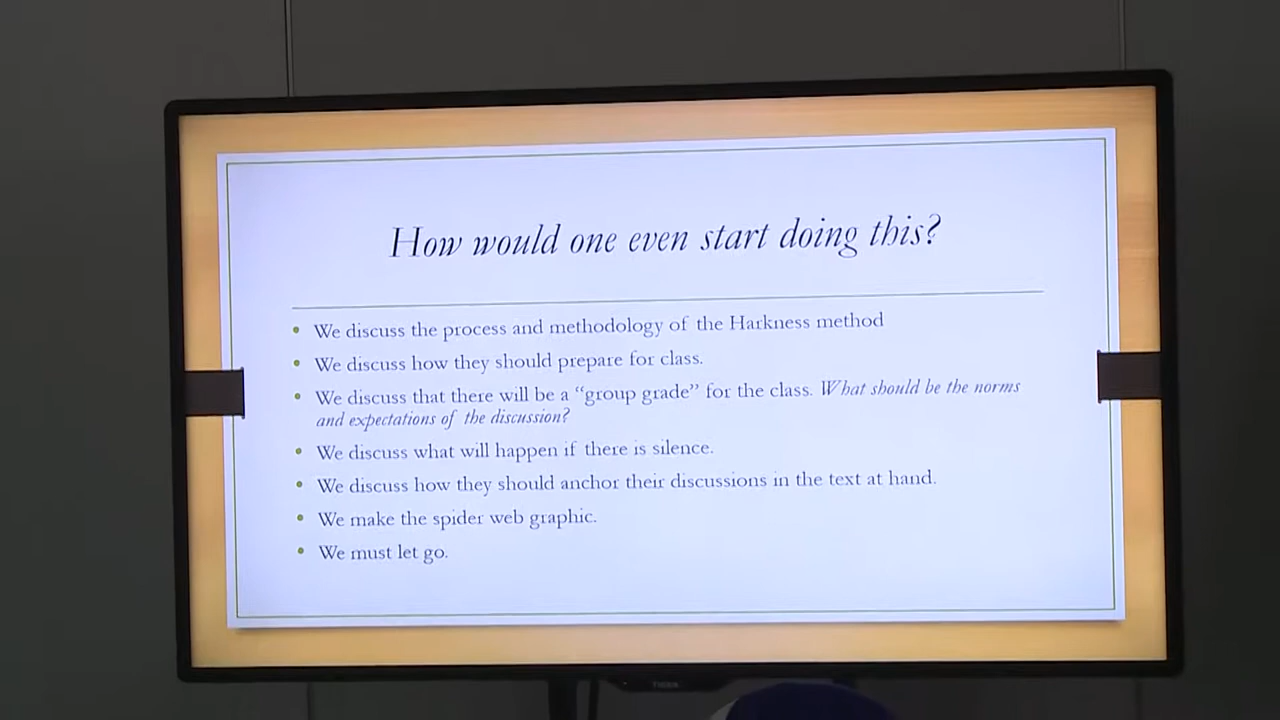 How would one even start doing this?
• We discuss the process and methodology of the Harkness method
• We discuss how they should prepare for class.
• We discuss that there will be a “group grade” for the class. What should be the norms
and expectations of the discussion?
• We discuss what will happen if there is silence.
• We discuss how they should anchor their discussions in the text at hand.
• We make the spider web graphic.
• We must let go.